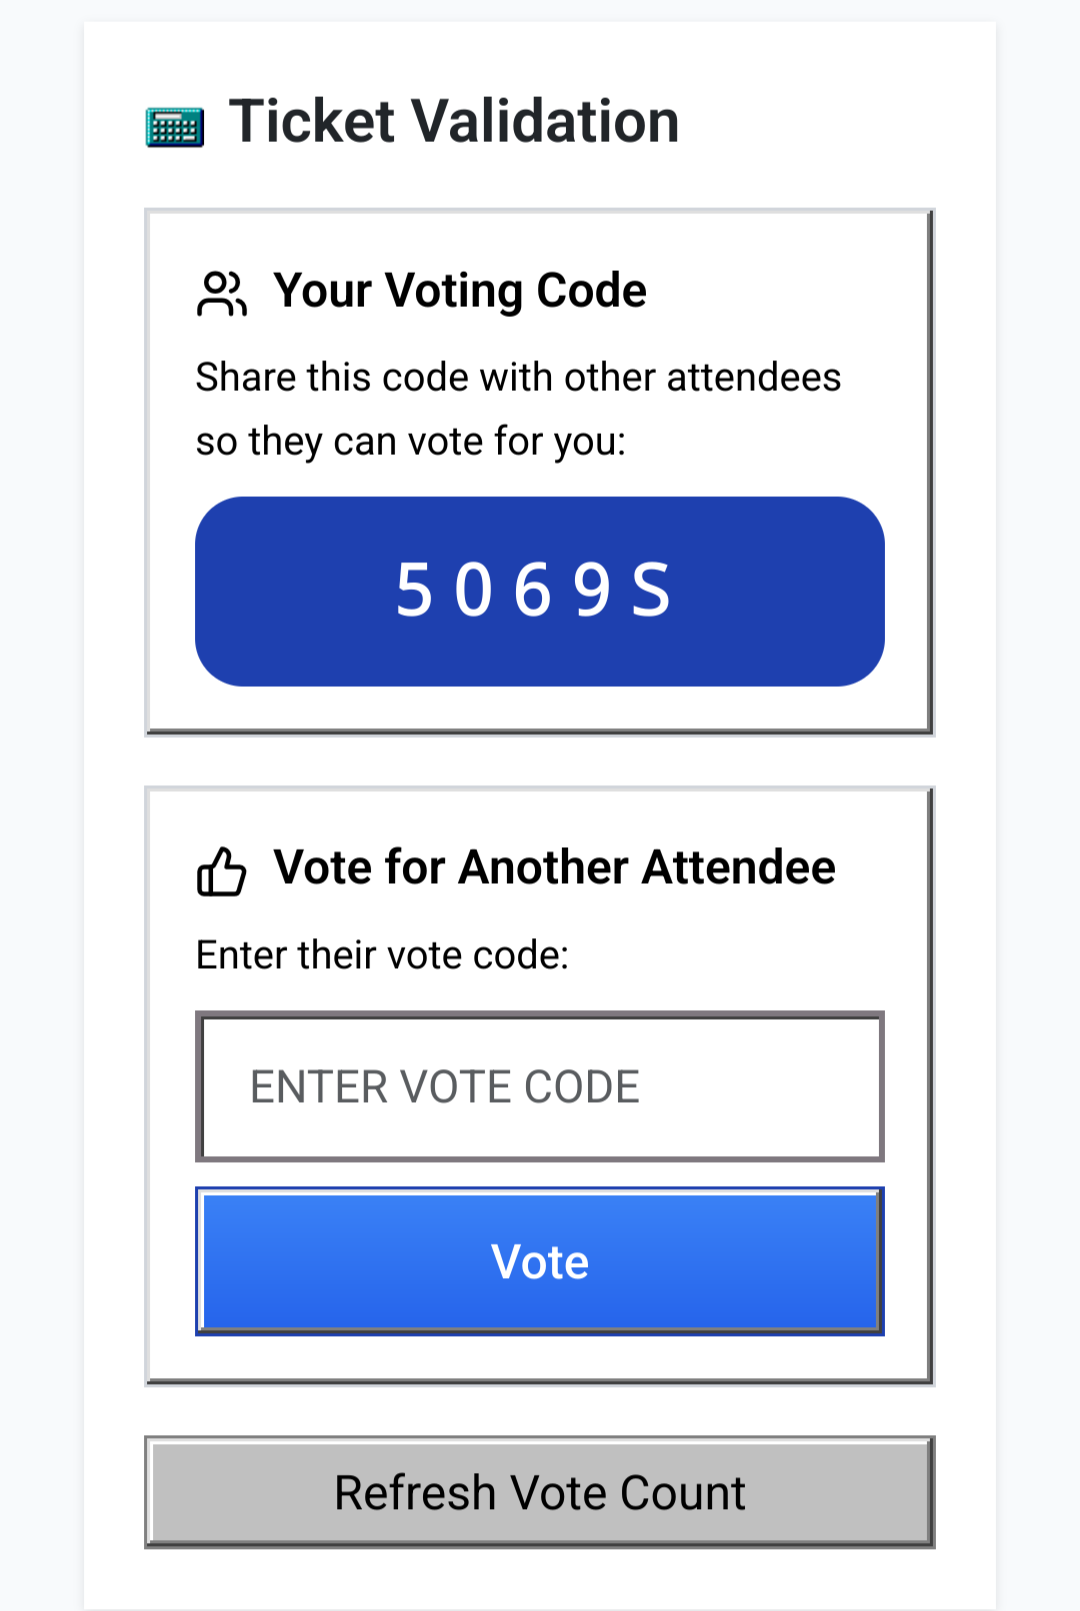 Ticket Validation
Your Voting Code
Share this code with other attendees
so they can vote for you:
5069S
Vote for Another Attendee
Enter their vote code:
ENTER VOTE CODE
Vote
Refresh Vote Count